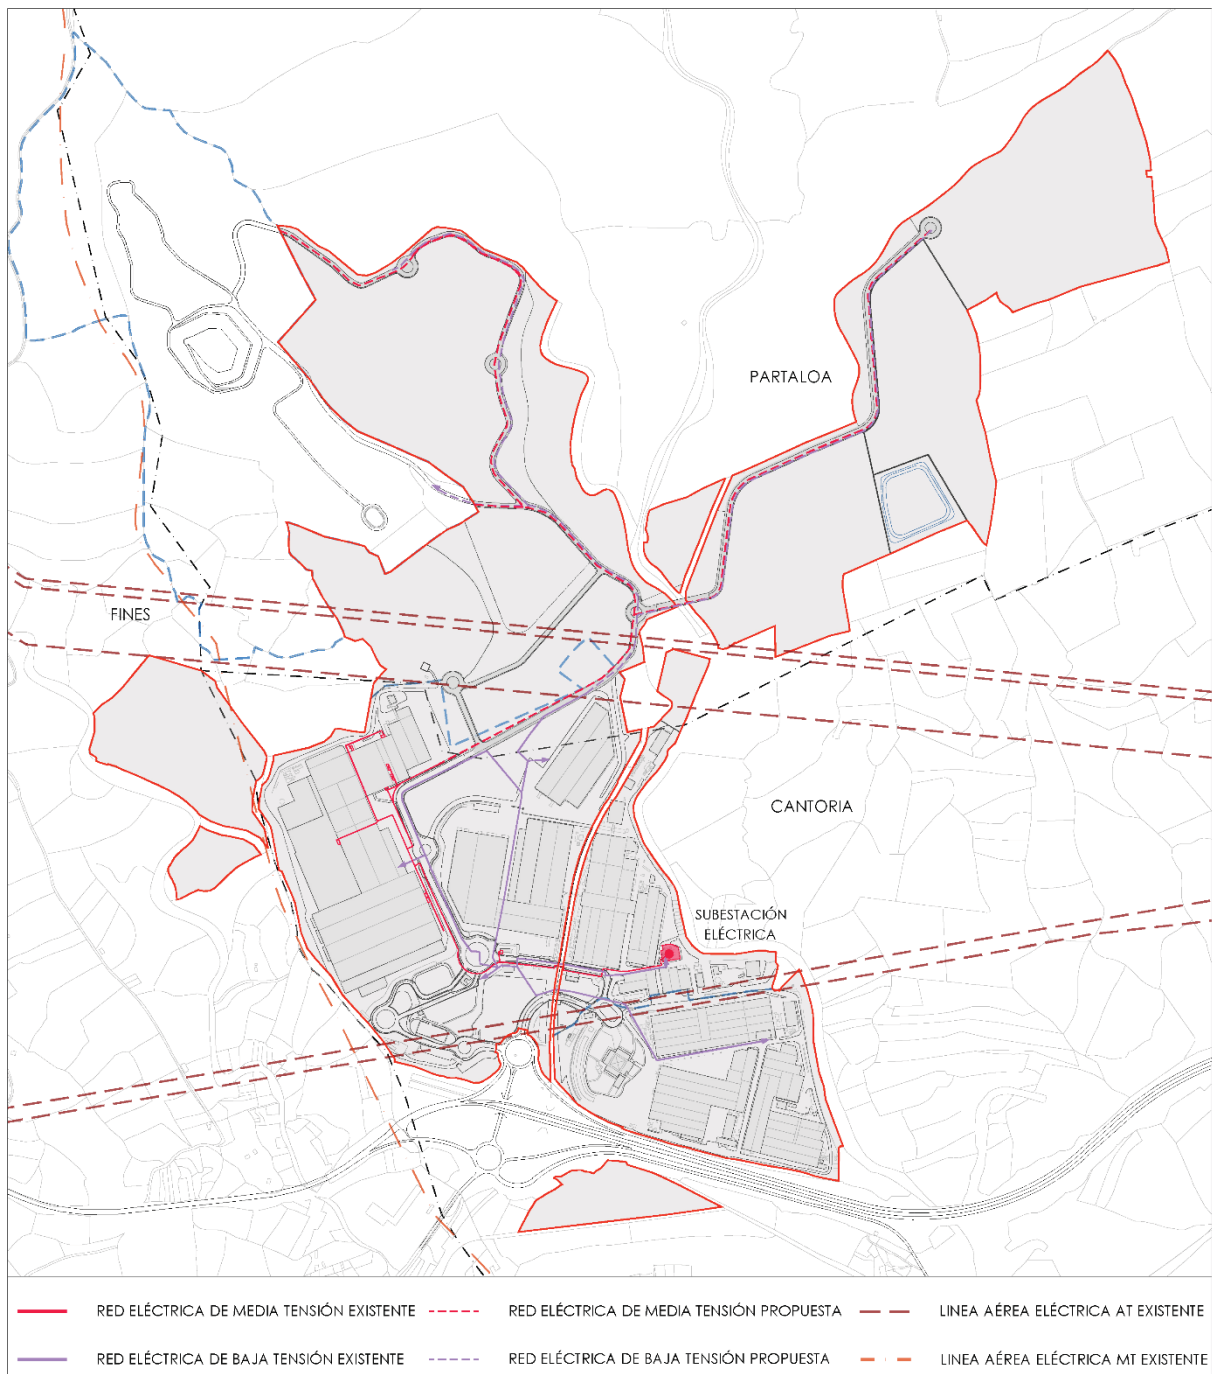 PARTALOA
FINES
CANTORIA
SUBESTACIÓN
ELÉCTRICA
RED ELÉCTRICA DE MEDIA TENSIÓN EXISTENTE
RED ELÉCTRICA DE MEDIA TENSIÓN PROPUESTA
LINEA AÉREA ELÉCTRICA AT EXISTENTE
RED ELÉCTRICA DE BAJA TENSIÓN EXISTENTE
RED ELÉCTRICA DE BAJA TENSIÓN PROPUESTA
LINEA AÉREA ELÉCTRICA MT EXISTENTE